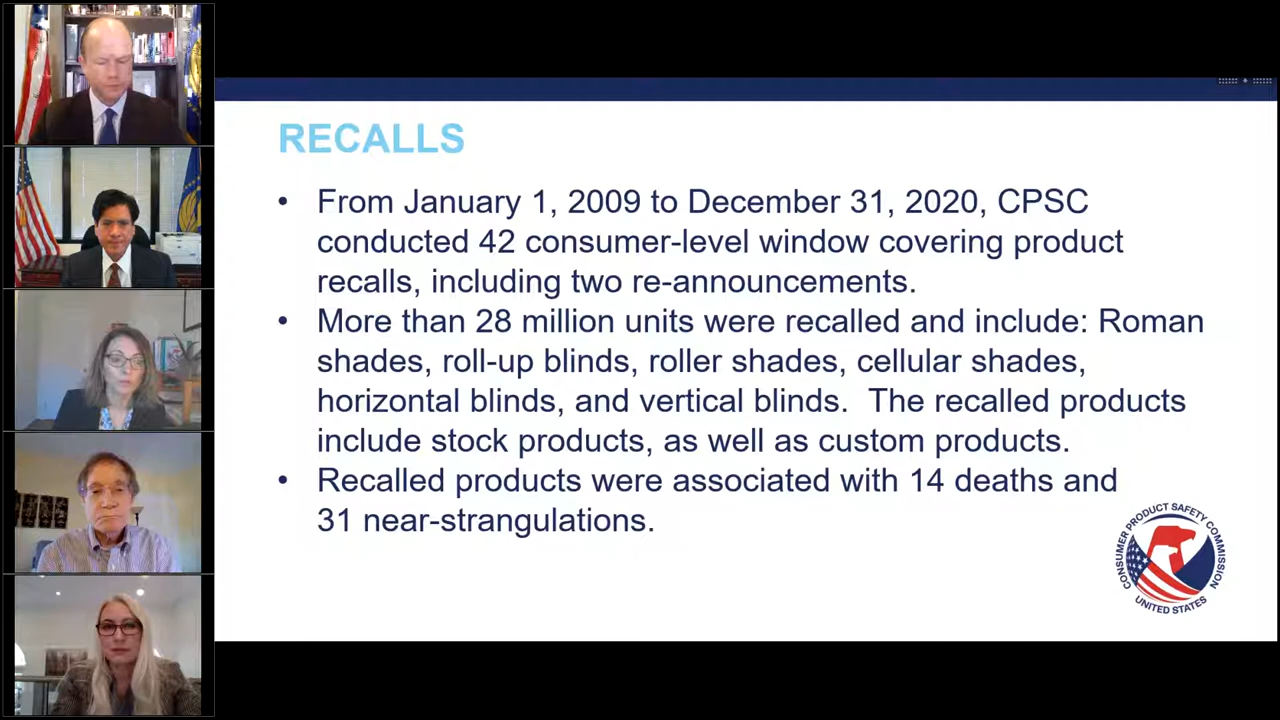 RECALLS
• From January 1, 2009 to December 31, 2020, CPSC
conducted 42 consumer-level window covering product
recalls, including two re-announcements.
• More than 28 million units were recalled and include: Roman
shades, roll-up blinds, roller shades, cellular shades,
horizontal blinds, and vertical blinds.  The recalled products
include stock products, as well as custom products.
• Recalled products were associated with 14 deaths and
31 near-strangulations.
CONSUMER PRODUCT SAFETY COMMISSION
UNITED STATES